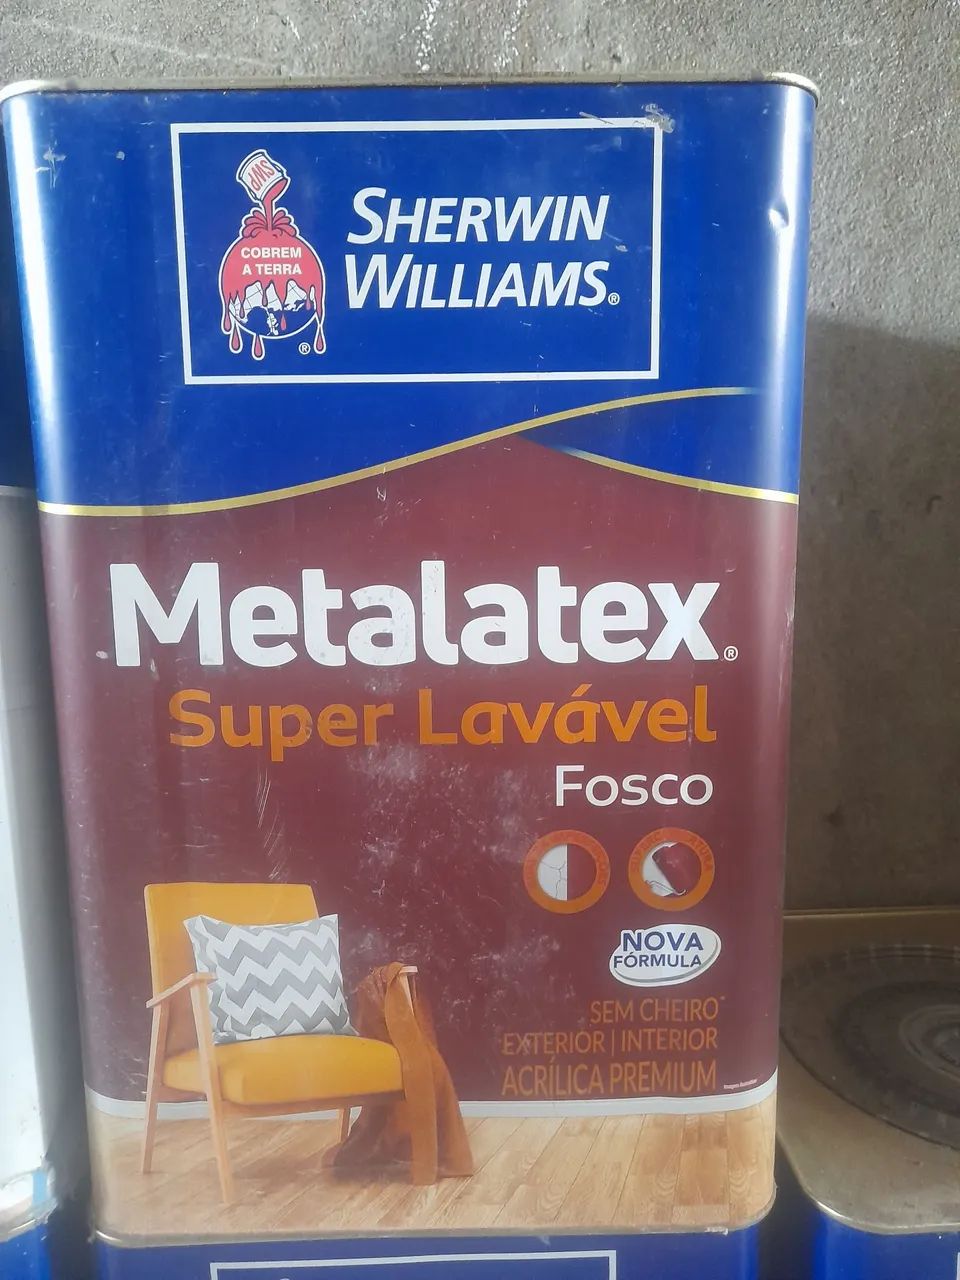 SWP
COBREM
A TERRA
®
SHERWIN
WILLIAMS®
Metalatex®
Super Lavável
Fosco
NOVA
FÓRMULA
SEM CHEIRO
EXTERIOR | INTERIOR
ACRÍLICA PREMIUM